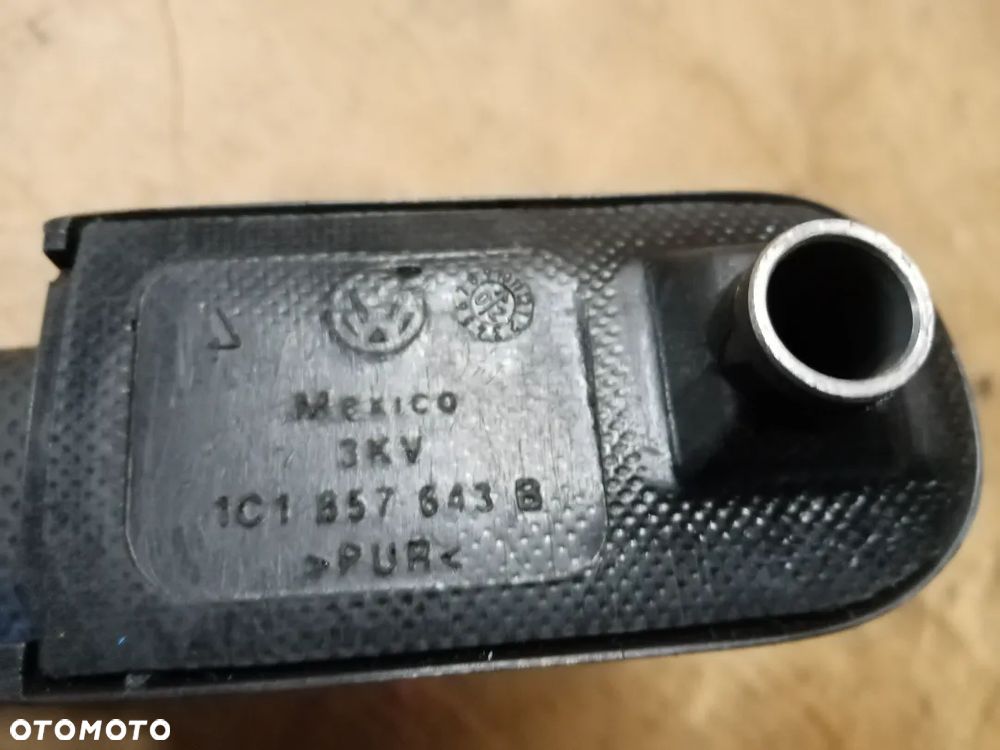 Mexico
3KV
1C1 857 643 B
>PUR<
OTOMOTO